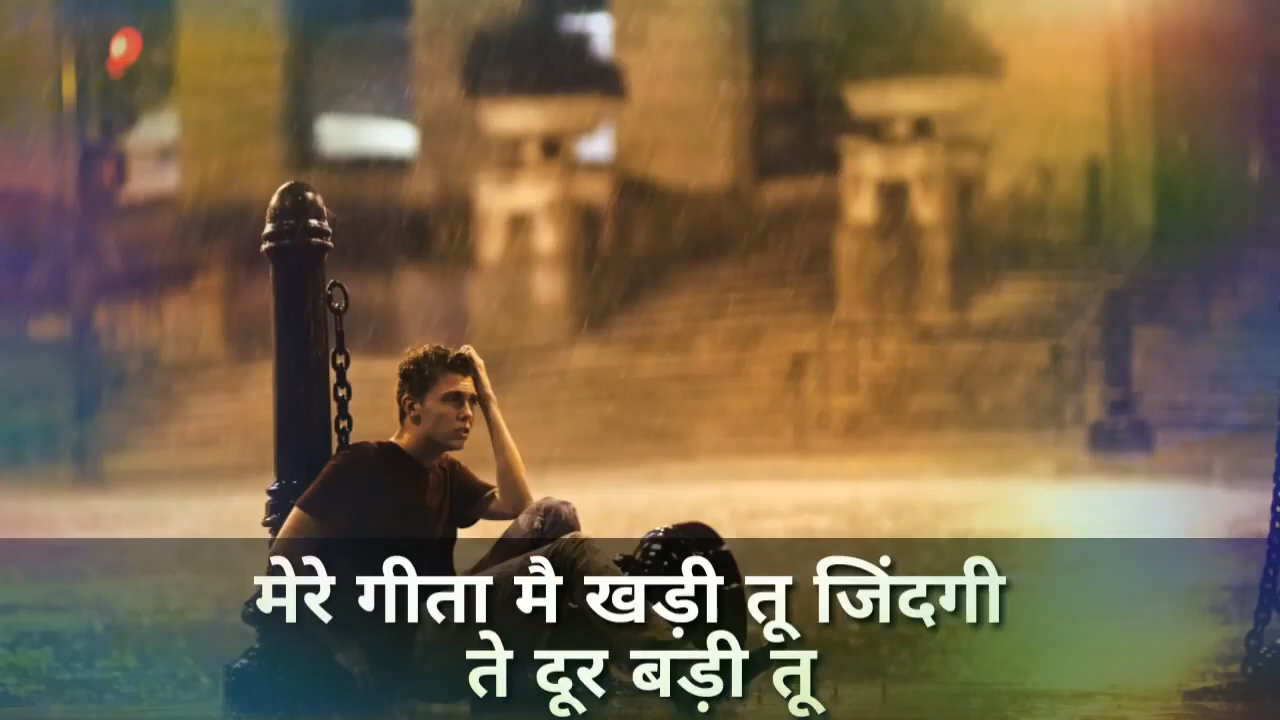 मेरे गीता मै खड़ी तू जिंदगी
ते दूर बड़ी तू